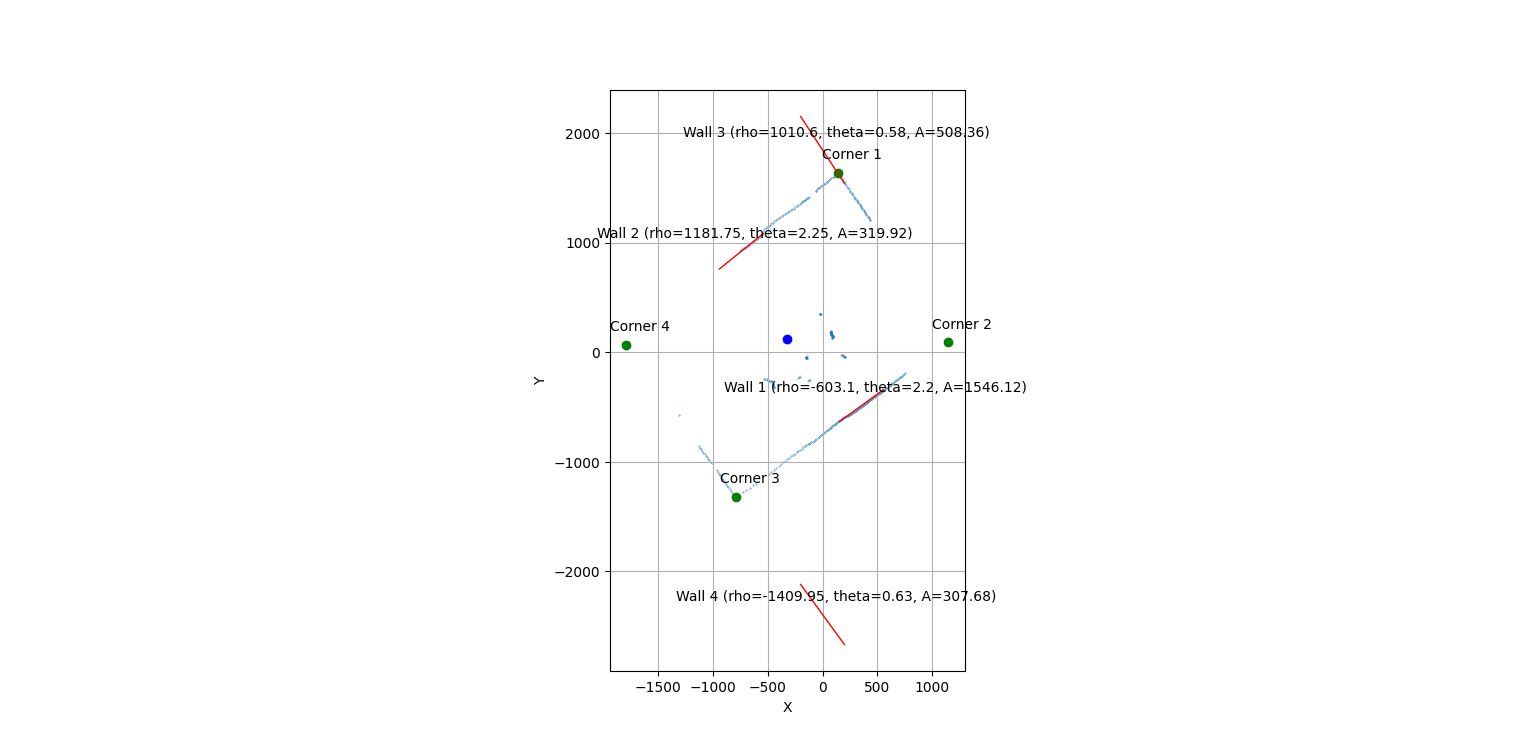 Wall 3 (rho=1010.6, theta=0.58, A=508.36)
2000
Corner 1
Wall 2 (rho=1181.75, theta=2.25, A=319.92)
1000
Corner 4
Corner 2
0
Y
Wall 1 (rho=-603.1, theta=2.2, A=1546.12)
−1000
Corner 3
−2000
Wall 4 (rho=-1409.95, theta=0.63, A=307.68)
−1500 −1000 −500 0 500 1000
X